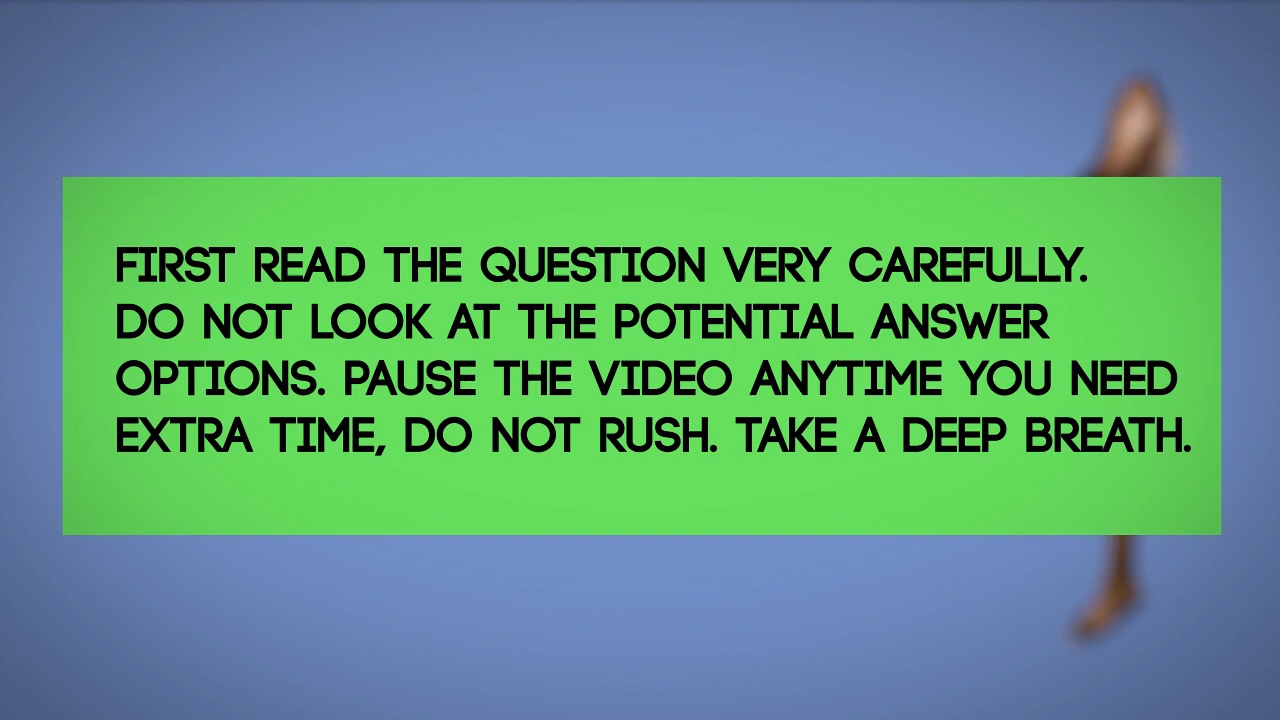 FIRST READ THE QUESTION VERY CAREFULLY.
DO NOT LOOK AT THE POTENTIAL ANSWER
OPTIONS. PAUSE THE VIDEO ANYTIME YOU NEED
EXTRA TIME, DO NOT RUSH. TAKE A DEEP BREATH.